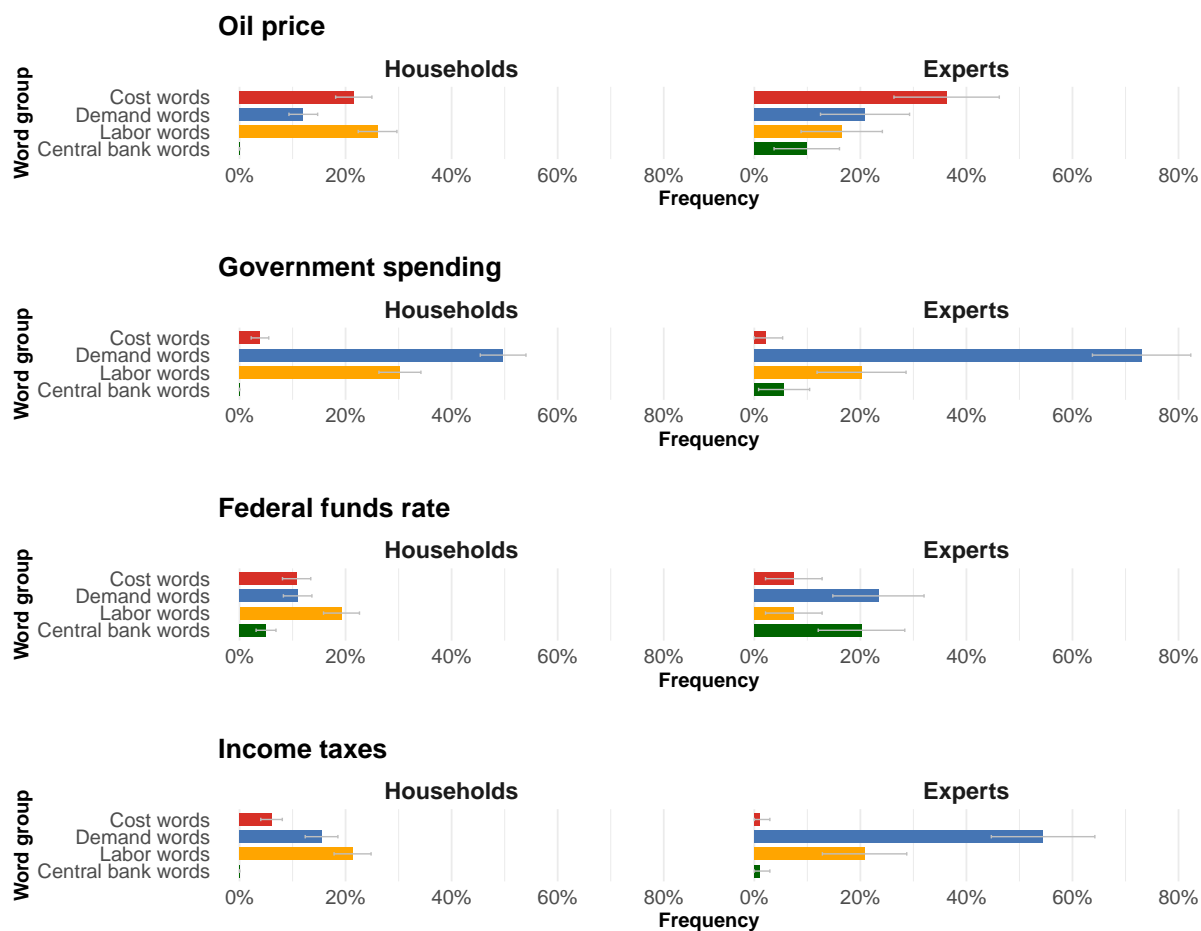 Oil price
Households Experts
Word group
Cost words
Demand words
Labor words
Central bank words
0% 20% 40% 60% 80% 0% 20% 40% 60% 80%
Frequency
Government spending
Households Experts
Word group
Cost words
Demand words
Labor words
Central bank words
0% 20% 40% 60% 80% 0% 20% 40% 60% 80%
Frequency
Federal funds rate
Households Experts
Word group
Cost words
Demand words
Labor words
Central bank words
0% 20% 40% 60% 80% 0% 20% 40% 60% 80%
Frequency
Income taxes
Households Experts
Word group
Cost words
Demand words
Labor words
Central bank words
0% 20% 40% 60% 80% 0% 20% 40% 60% 80%
Frequency